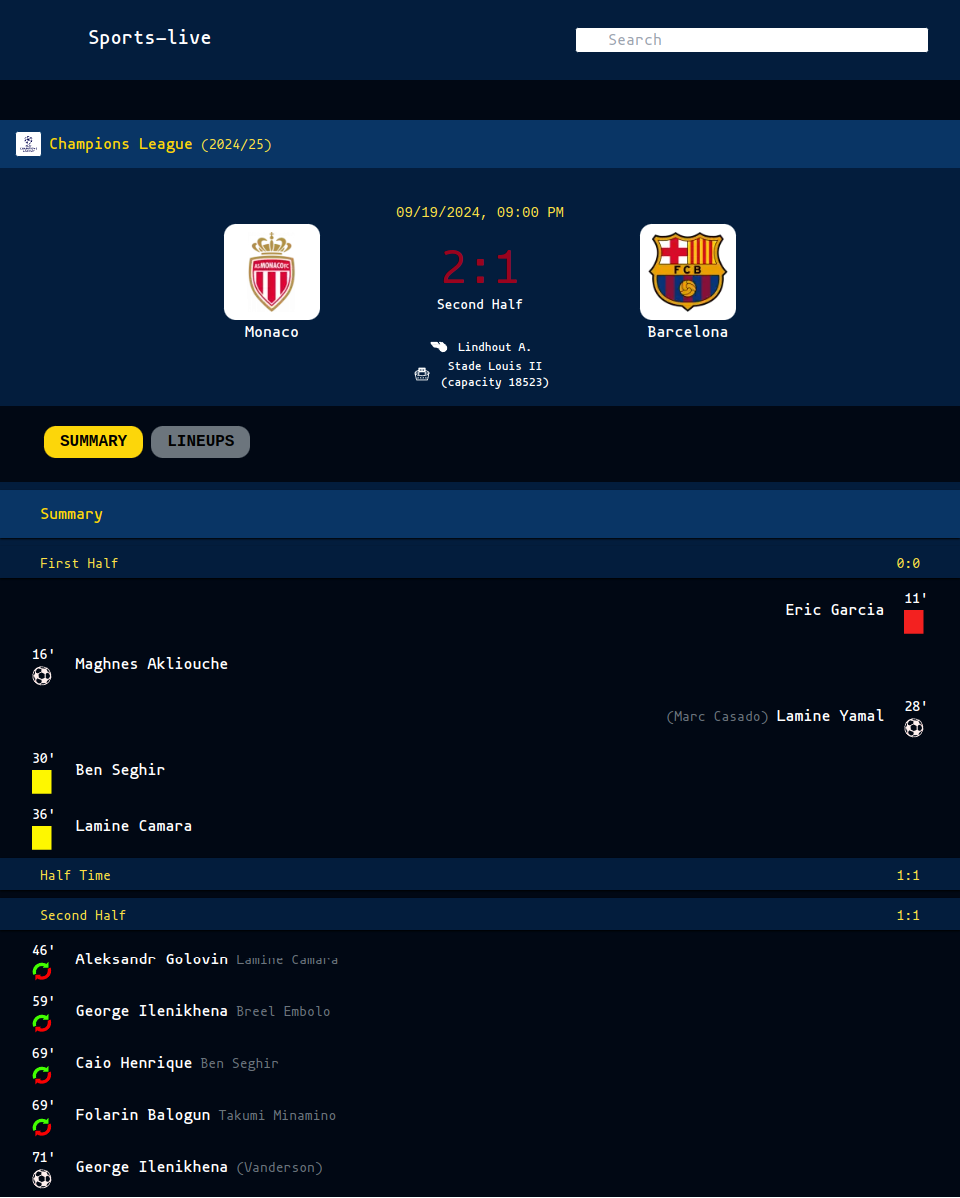 Sports-live
Search
Champions League (2024/25)
09/19/2024, 09:00 PM
AS MONACO FC
2:1
FCB
Second Half
Monaco
Barcelona
Lindhout A.
Stade Louis II
(capacity 18523)
SUMMARY
LINEUPS
Summary
First Half 0:0
11'
Eric Garcia
16'
Maghnes Akliouche
28'
(Marc Casado) Lamine Yamal
30'
Ben Seghir
36'
Lamine Camara
Half Time 1:1
Second Half 1:1
46'
Aleksandr Golovin Lamine Camara
59'
George Ilenikhena Breel Embolo
69'
Caio Henrique Ben Seghir
69'
Folarin Balogun Takumi Minamino
71'
George Ilenikhena (Vanderson)